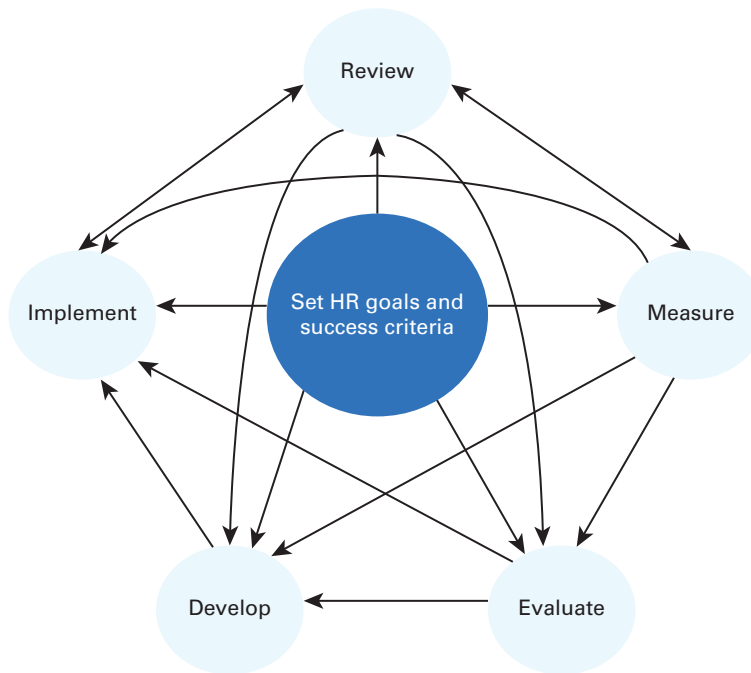 Review
Implement
Set HR goals and
success criteria
Measure
Develop
Evaluate